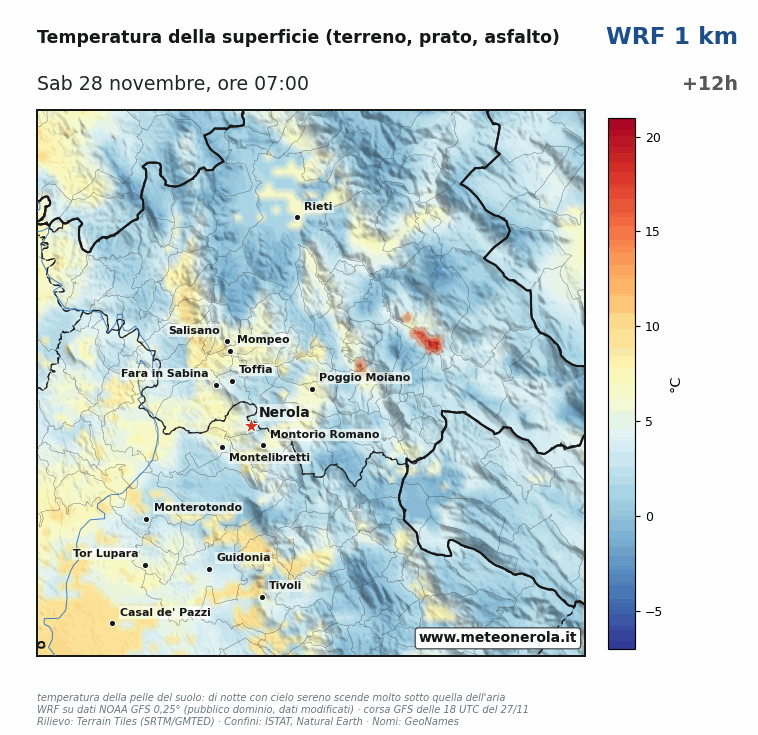 Temperatura della superficie (terreno, prato, asfalto)
WRF 1 km
Sab 28 novembre, ore 07:00
+12h
20
15
10
5
0
−5
°C
Rieti
Salisano
Mompeo
Fara in Sabina
Toffia
Poggio Moiano
Nerola
Montorio Romano
Montelibretti
Monterotondo
Tor Lupara
Guidonia
Tivoli
Casal de' Pazzi
www.meteonerola.it
temperatura della pelle del suolo: di notte con cielo sereno scende molto sotto quella dell'aria
WRF su dati NOAA GFS 0,25° (pubblico dominio, dati modificati) · corsa GFS delle 18 UTC del 27/11
Rilievo: Terrain Tiles (SRTM/GMTED) · Confini: ISTAT, Natural Earth · Nomi: GeoNames